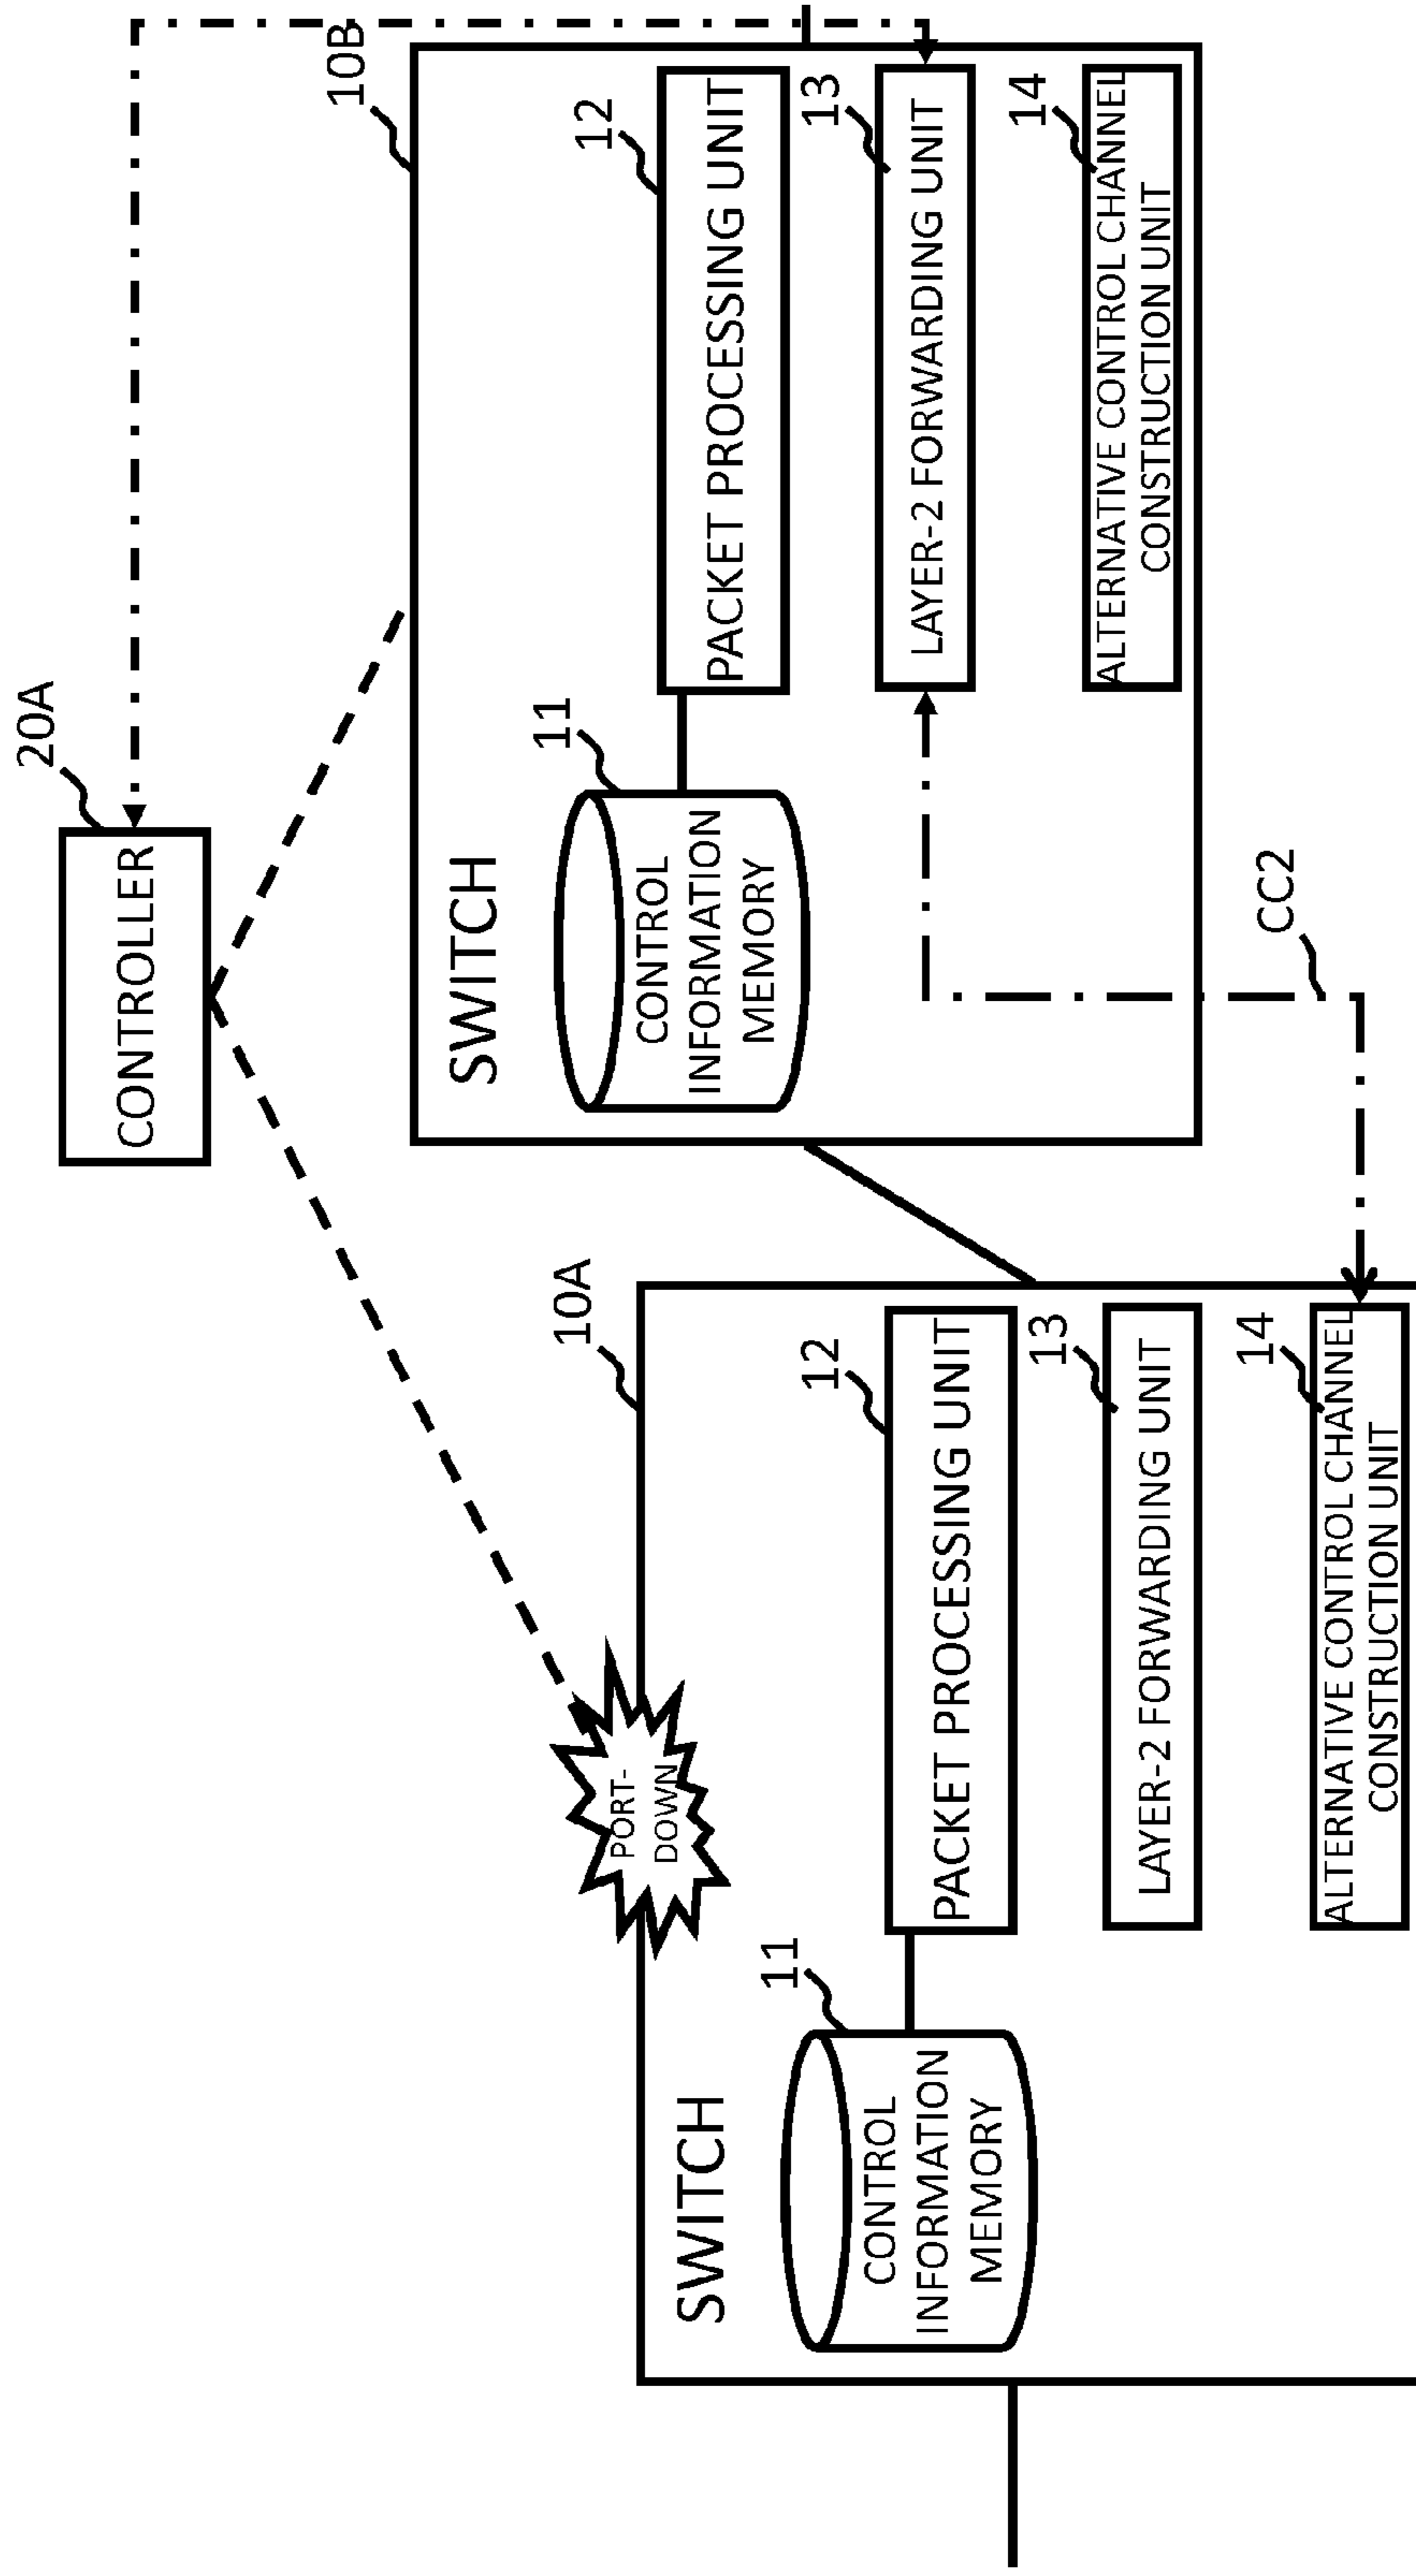 20A
CONTROLLER
10A
PORT-
DOWN
SWITCH
11
CONTROL
INFORMATION
MEMORY
12
PACKET PROCESSING UNIT
13
LAYER-2 FORWARDING UNIT
14
ALTERNATIVE CONTROL CHANNEL
CONSTRUCTION UNIT
10B
SWITCH
11
CONTROL
INFORMATION
MEMORY
12
PACKET PROCESSING UNIT
13
LAYER-2 FORWARDING UNIT
14
ALTERNATIVE CONTROL CHANNEL
CONSTRUCTION UNIT
CC2